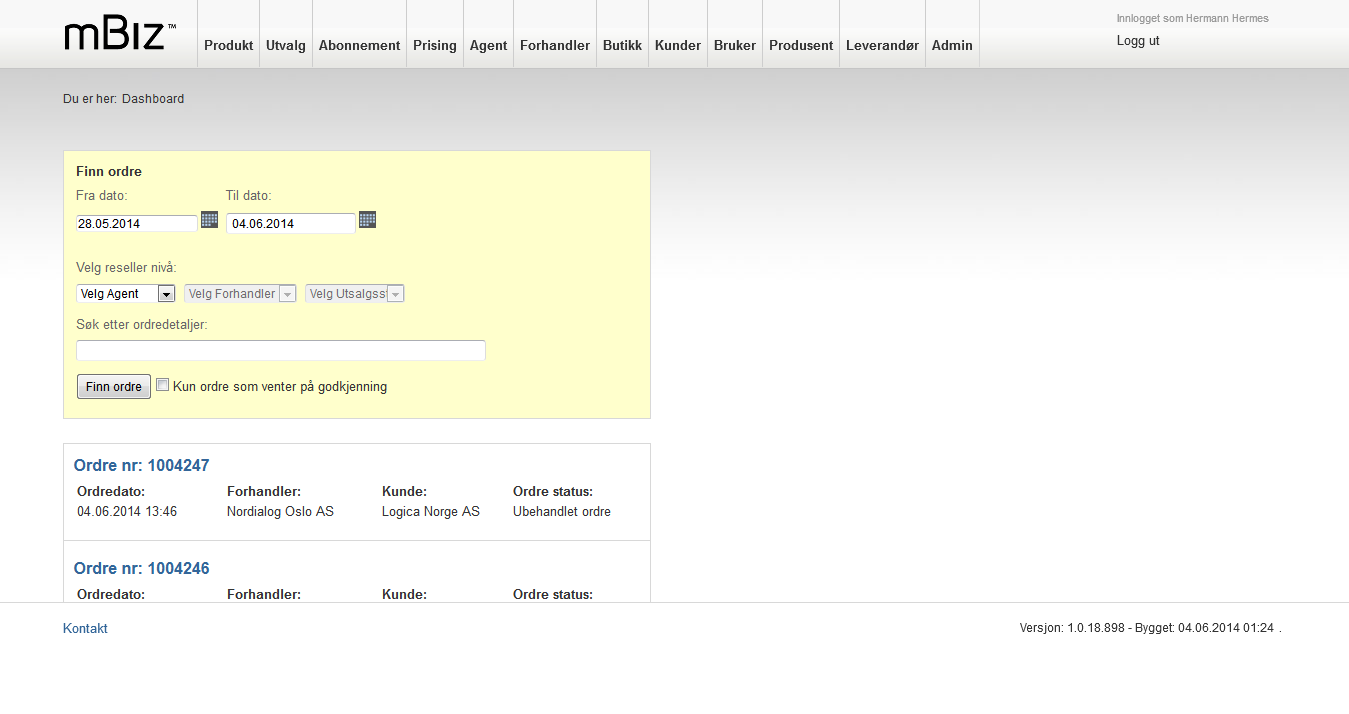 mBiz™
Produkt Utvalg Abonnement Prising Agent Forhandler Butikk Kunder Bruker Produsent Leverandør Admin
Innlogget som Hermann Hermes
Logg ut
Du er her: Dashboard
Finn ordre
Fra dato: Til dato:
28.05.2014 04.06.2014
Velg reseller nivå:
Velg Agent Velg Forhandler Velg Utsalgss
Søk etter ordredetaljer:
Finn ordre Kun ordre som venter på godkjenning
Ordre nr: 1004247
Ordredato: Forhandler: Kunde: Ordre status:
04.06.2014 13:46 Nordialog Oslo AS Logica Norge AS Ubehandlet ordre
Ordre nr: 1004246
Ordredato: Forhandler: Kunde: Ordre status:
Kontakt Versjon: 1.0.18.898 - Bygget: 04.06.2014 01:24 .